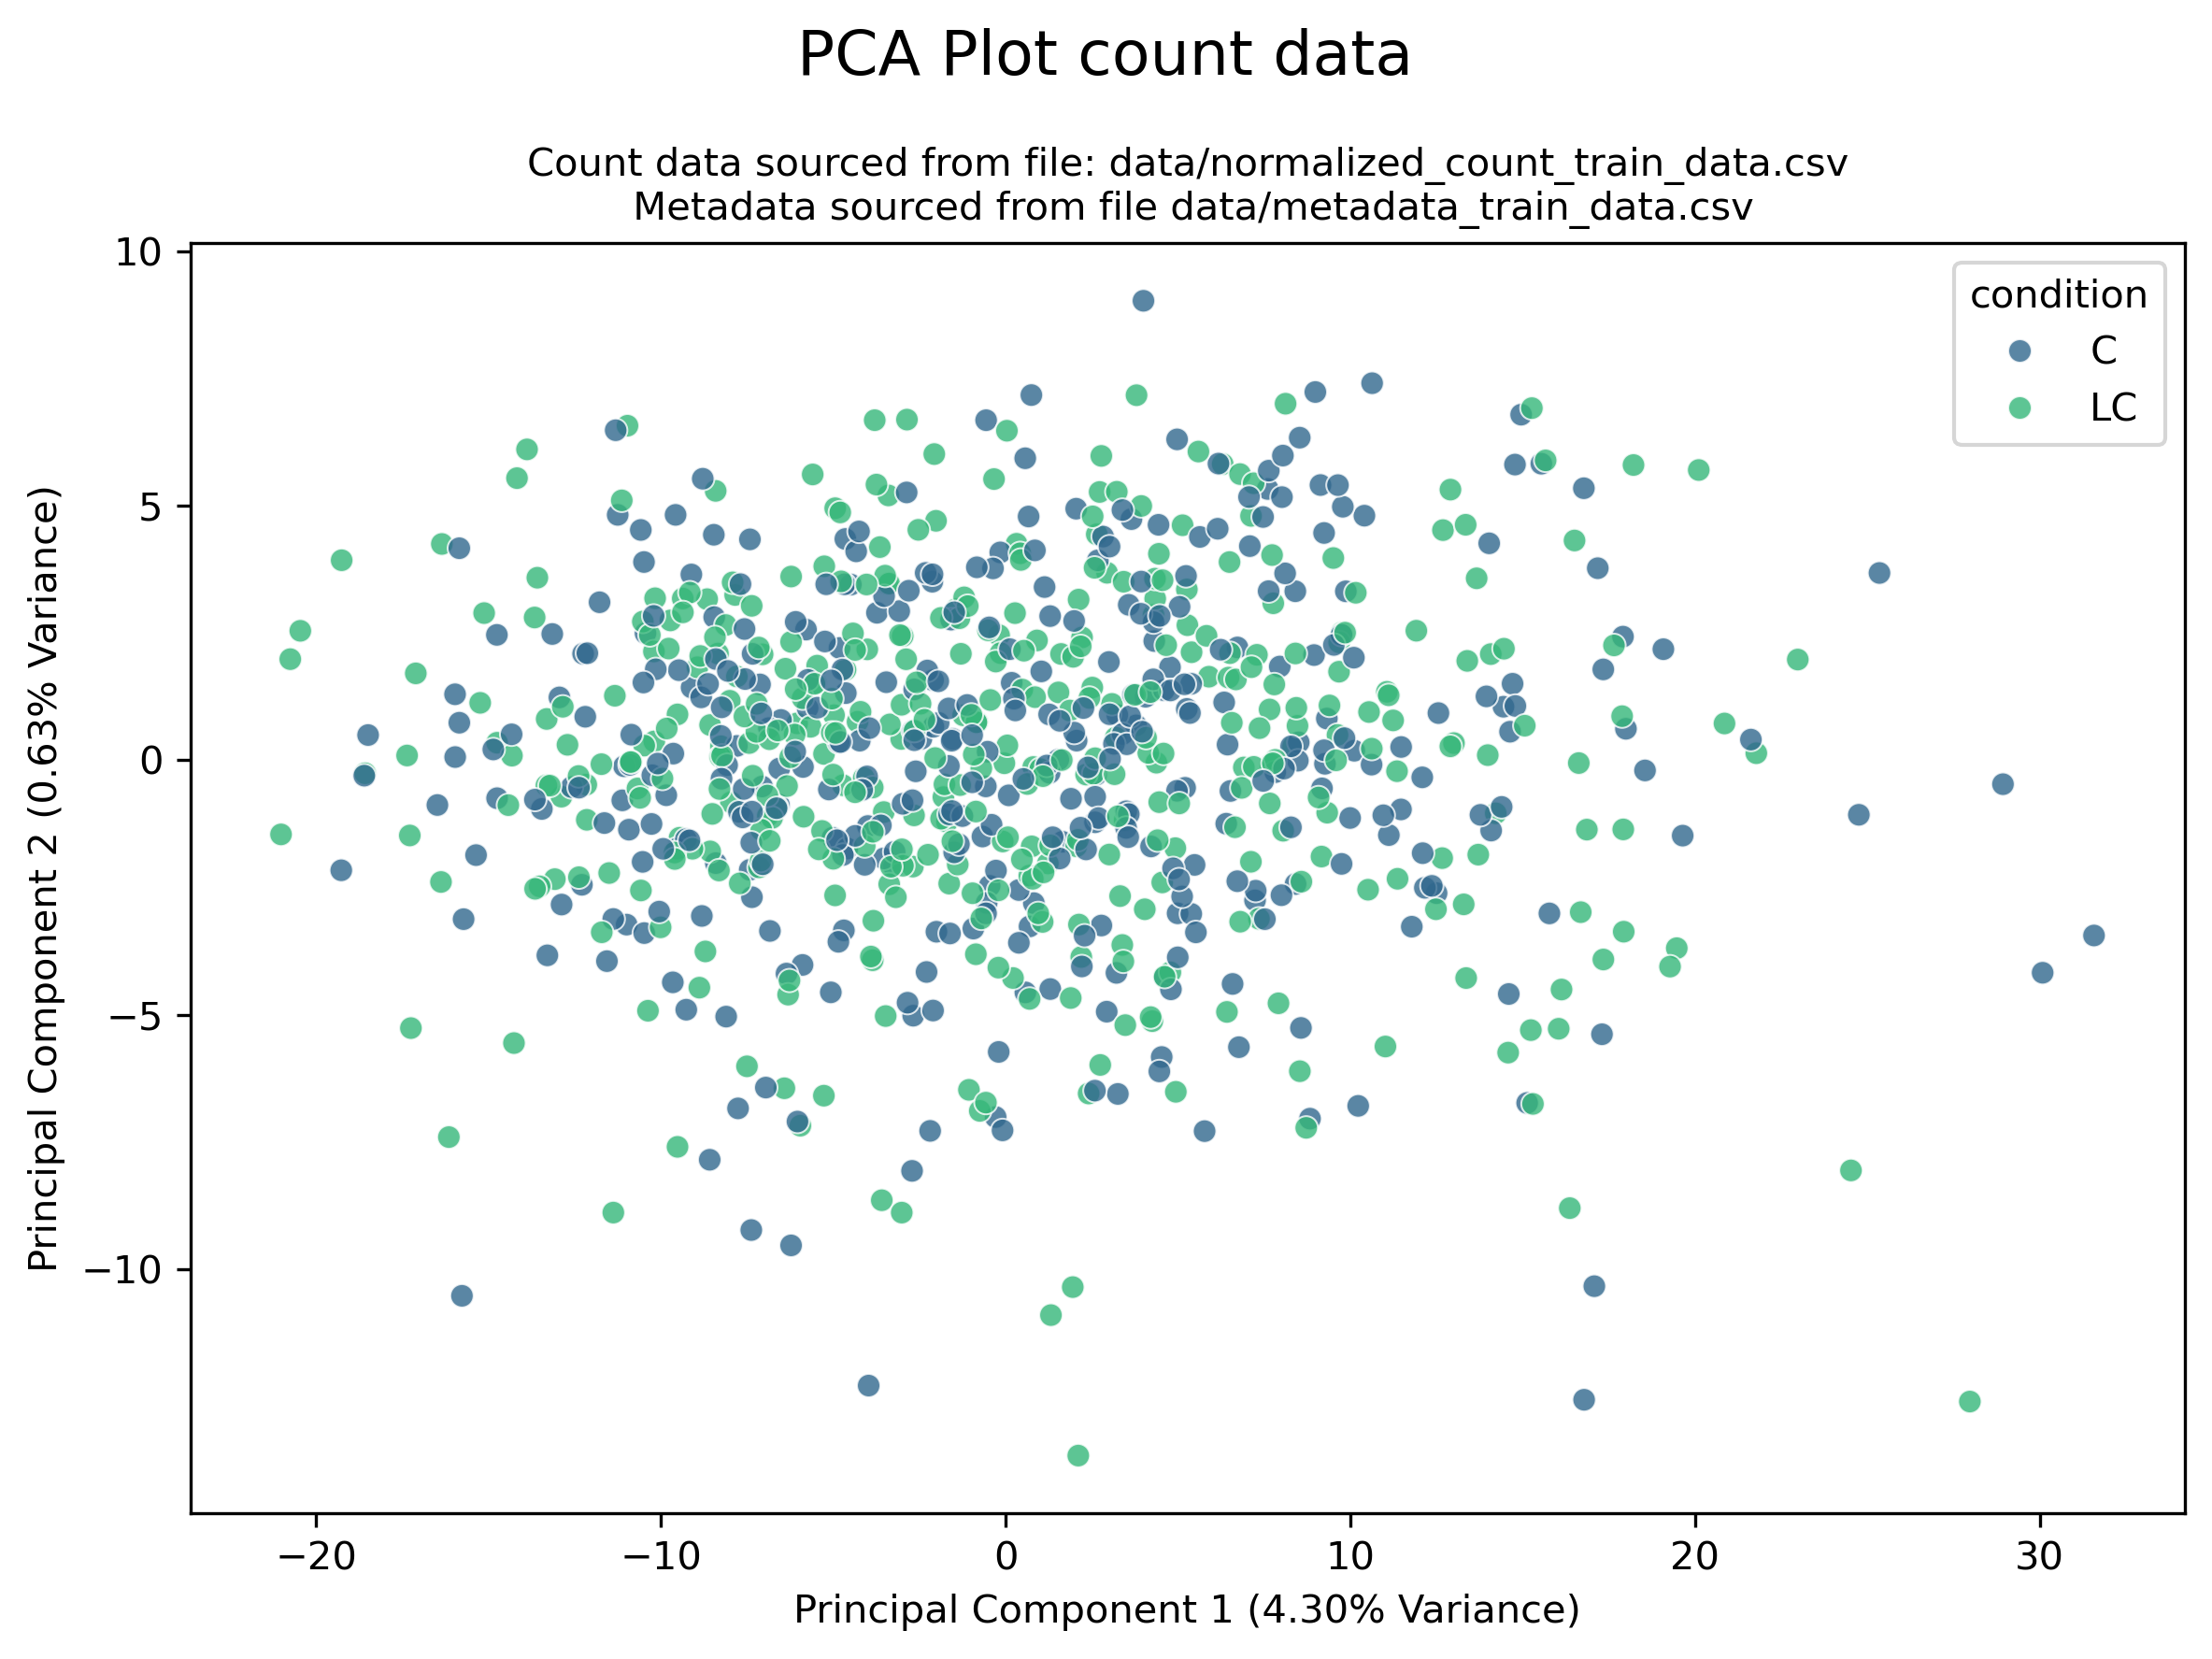 PCA Plot count data
Count data sourced from file: data/normalized_count_train_data.csv
Metadata sourced from file data/metadata_train_data.csv
condition
C
LC
Principal Component 2 (0.63% Variance)
10
5
0
−5
−10
−20 −10 0 10 20 30
Principal Component 1 (4.30% Variance)